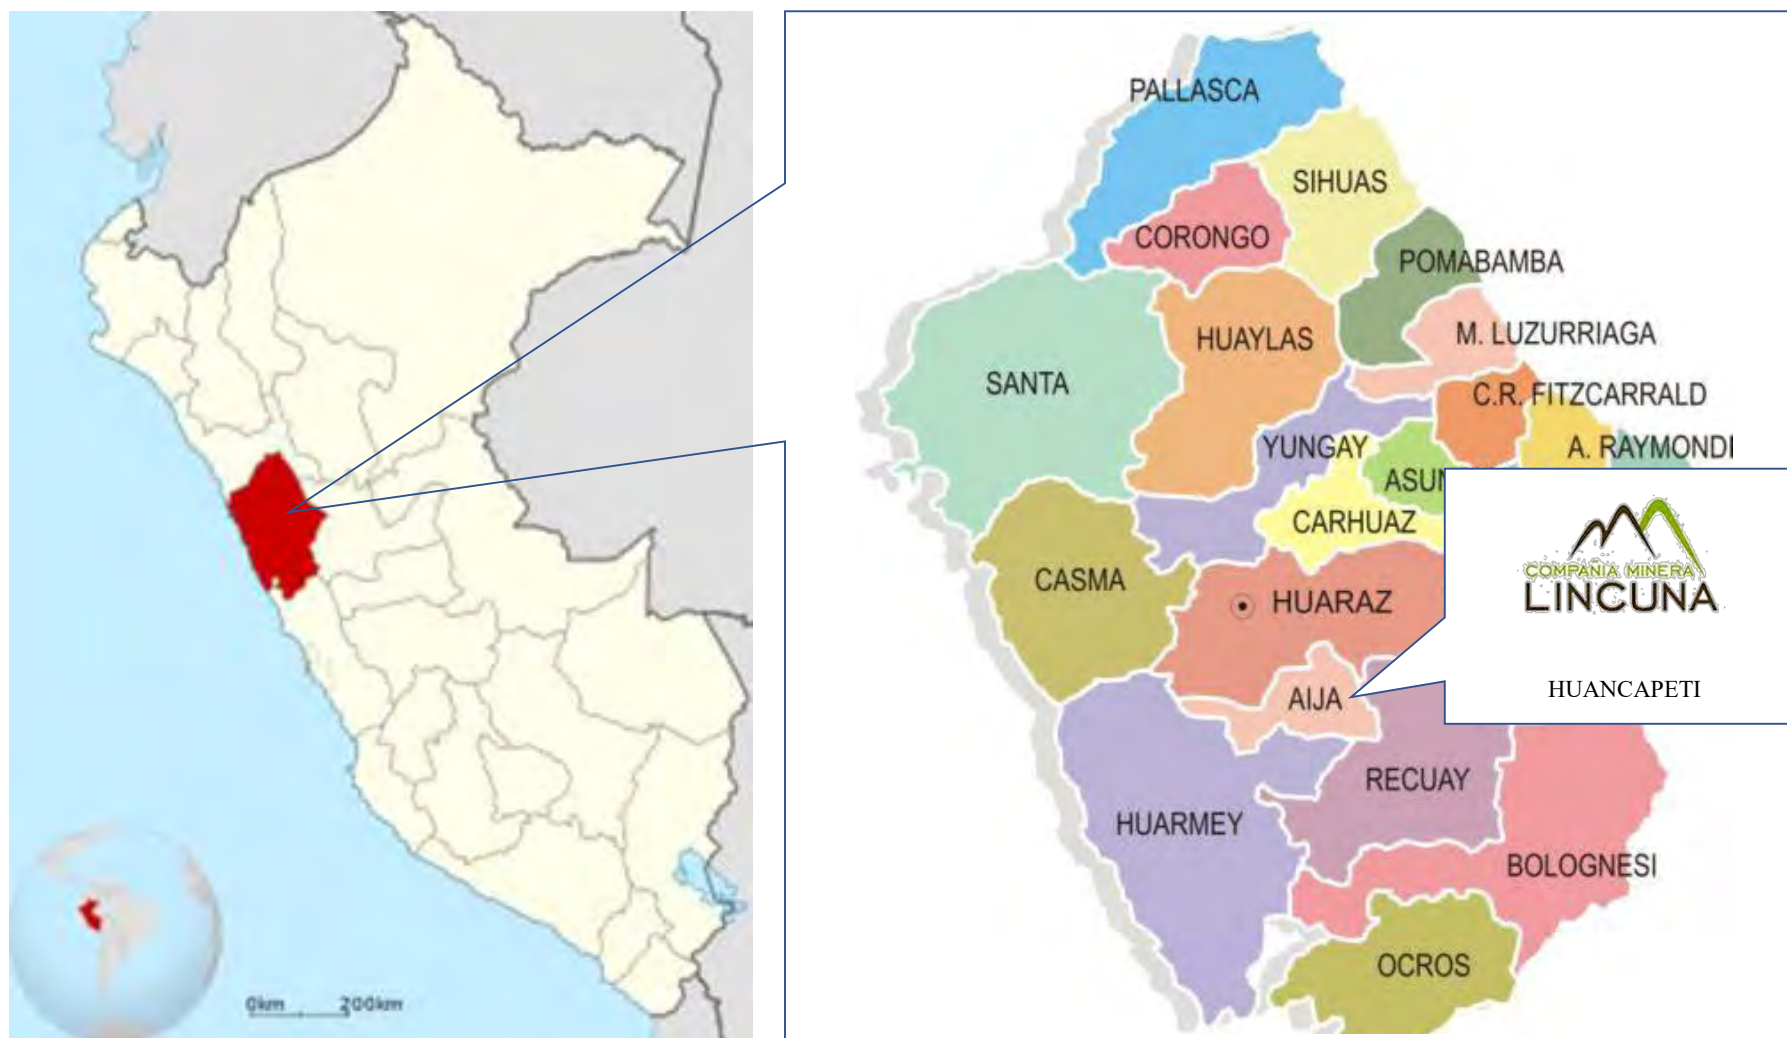 0km 200km
PALLASCA
SIHUAS
CORONGO
POMABAMBA
M. LUZURRIAGA
HUAYLAS
SANTA
C.R. FITZCARRALD
YUNGAY
A. RAYMONDI
ASUN
CARHUAZ
COMPAÑIA MINERA
LINCUNA
CASMA
HUARAZ
HUANCAPETI
AIJA
RECUAY
HUARMEY
BOLOGNESI
OCROS